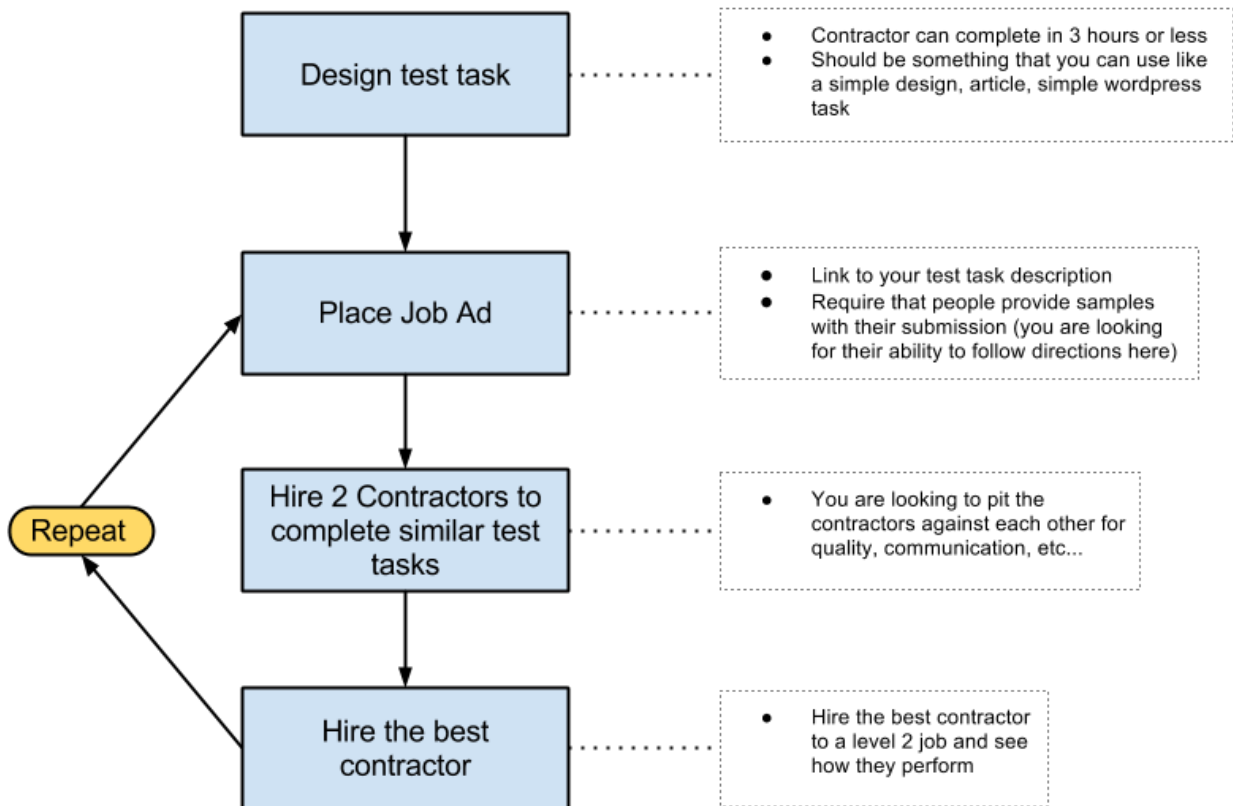 Design test task
● Contractor can complete in 3 hours or less
● Should be something that you can use like
a simple design, article, simple wordpress
task
Place Job Ad
● Link to your test task description
● Require that people provide samples
with their submission (you are looking
for their ability to follow directions here)
Hire 2 Contractors to
complete similar test
tasks
● You are looking to pit the
contractors against each other for
quality, communication, etc...
Repeat
Hire the best
contractor
● Hire the best contractor
to a level 2 job and see
how they perform